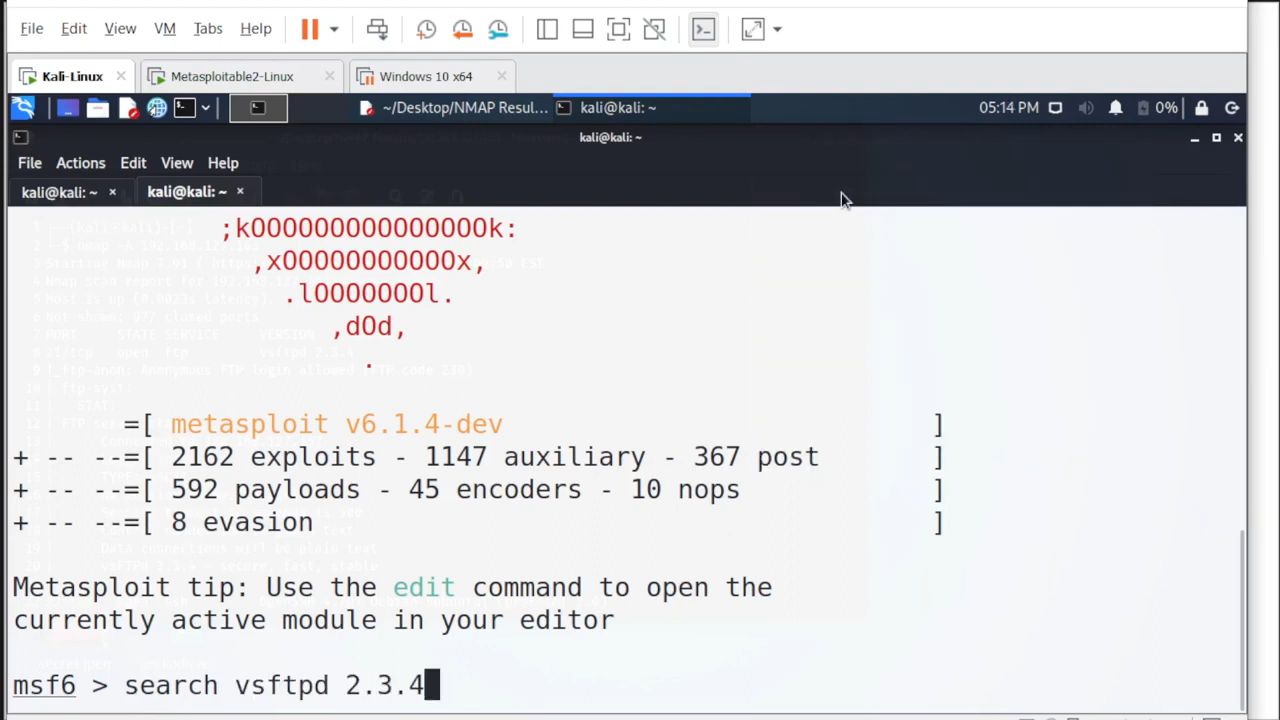 File Edit View VM Tabs Help
Kali-Linux × Metasploitable2-Linux × Windows 10 x64 ×
~/Desktop/NMAP Resul... kali@kali: ~ 05:14 PM 0%
kali@kali: ~
File Actions Edit View Help
kali@kali: ~ × kali@kali: ~ ×
;kOOOOOOOOOOOOOOOk:
,xOOOOOOOOOOOx,
.lOOOOOOOl.
,dOd,
.
=[ metasploit v6.1.4-dev ]
+ -- --=[ 2162 exploits - 1147 auxiliary - 367 post ]
+ -- --=[ 592 payloads - 45 encoders - 10 nops ]
+ -- --=[ 8 evasion ]
Metasploit tip: Use the edit command to open the
currently active module in your editor
msf6 > search vsftpd 2.3.4